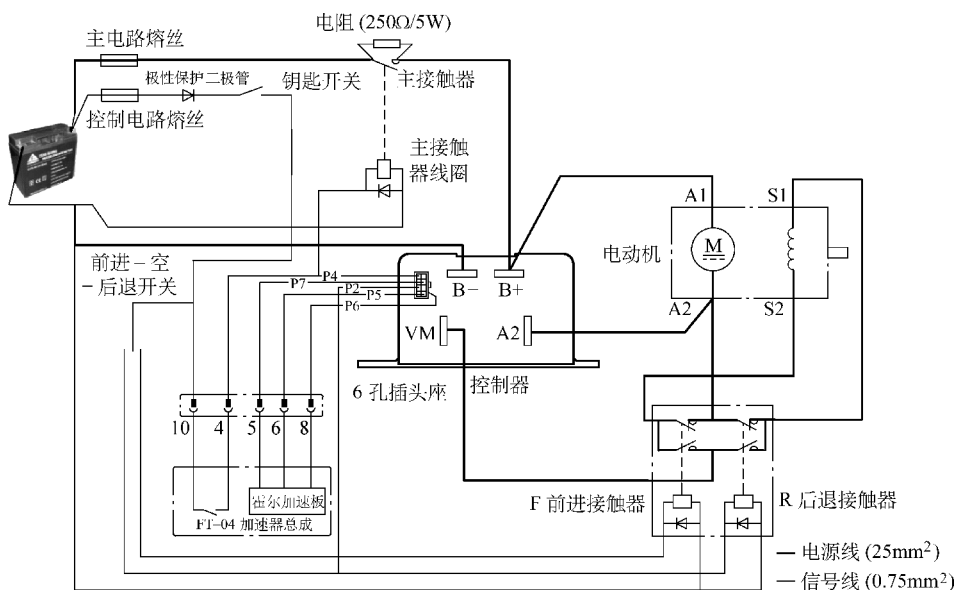 电阻 (250Ω/5W)
主电路熔丝
主接触器
极性保护二极管
钥匙开关
控制电路熔丝
主接触
器线圈
A1
S1
M
电动机
A2
S2
前进－空
－后退开关
P4
P7
P2
P5
P6
B－
B+
VM
A2
6 孔插头座
控制器
10
4
5
6
8
霍尔加速板
FT-04 加速器总成
F 前进接触器
R 后退接触器
电源线 (25mm²)
信号线 (0.75mm²)